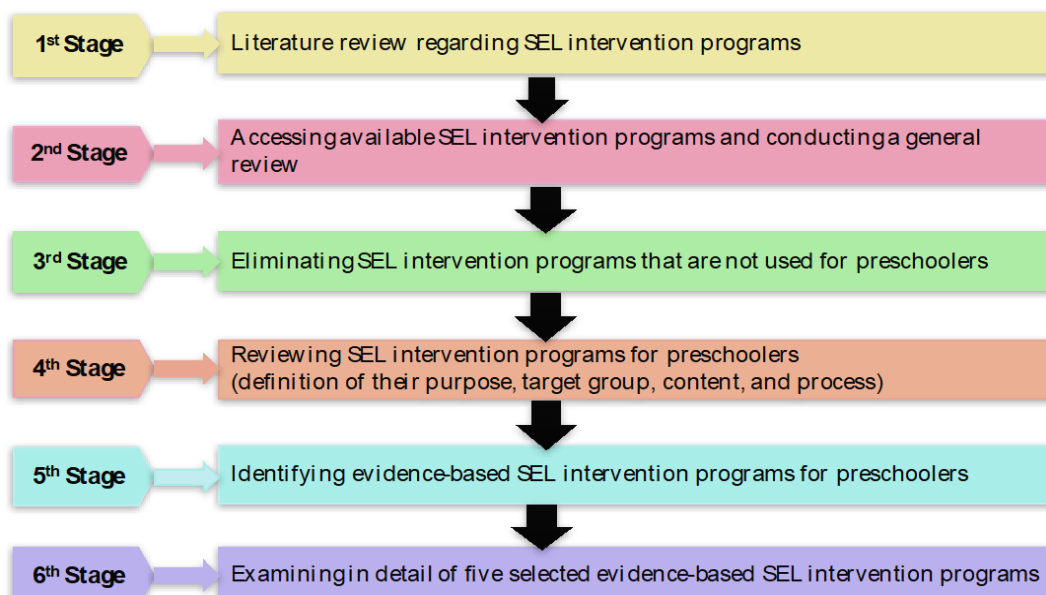 1st Stage
Literature review regarding SEL intervention programs
2nd Stage
Accessing available SEL intervention programs and conducting a general
review
3rd Stage
Eliminating SEL intervention programs that are not used for preschoolers
4th Stage
Reviewing SEL intervention programs for preschoolers
(definition of their purpose, target group, content, and process)
5th Stage
Identifying evidence-based SEL intervention programs for preschoolers
6th Stage
Examining in detail of five selected evidence-based SEL intervention programs